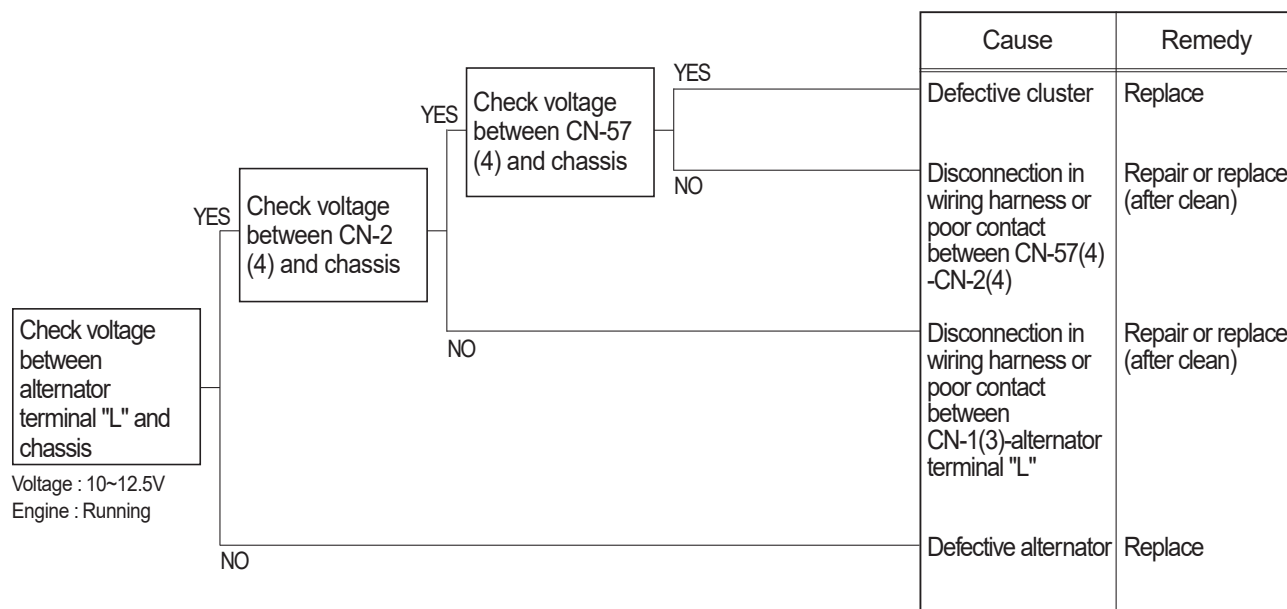 Cause
Remedy
YES
Defective cluster
Replace
YES
Check voltage
between CN-57
(4) and chassis
NO
Disconnection in
wiring harness or
poor contact
between CN-57(4)
-CN-2(4)
Repair or replace
(after clean)
YES
Check voltage
between CN-2
(4) and chassis
NO
Disconnection in
wiring harness or
poor contact
between
CN-1(3)-alternator
terminal "L"
Repair or replace
(after clean)
Check voltage
between
alternator
terminal "L" and
chassis
Voltage : 10~12.5V
Engine : Running
NO
Defective alternator
Replace